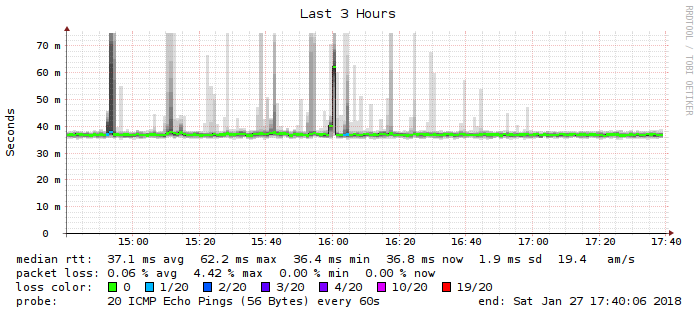 Last 3 Hours
RRDTOOL / TOBI OETIKER
Seconds
70 m
60 m
50 m
40 m
30 m
20 m
10 m
0
15:00 15:20 15:40 16:00 16:20 16:40 17:00 17:20 17:40
median rtt: 37.1 ms avg 62.2 ms max 36.4 ms min 36.8 ms now 1.9 ms sd 19.4 am/s
packet loss: 0.06 % avg 4.42 % max 0.00 % min 0.00 % now
loss color: 0 1/20 2/20 3/20 4/20 10/20 19/20
probe: 20 ICMP Echo Pings (56 Bytes) every 60s end: Sat Jan 27 17:40:06 2018